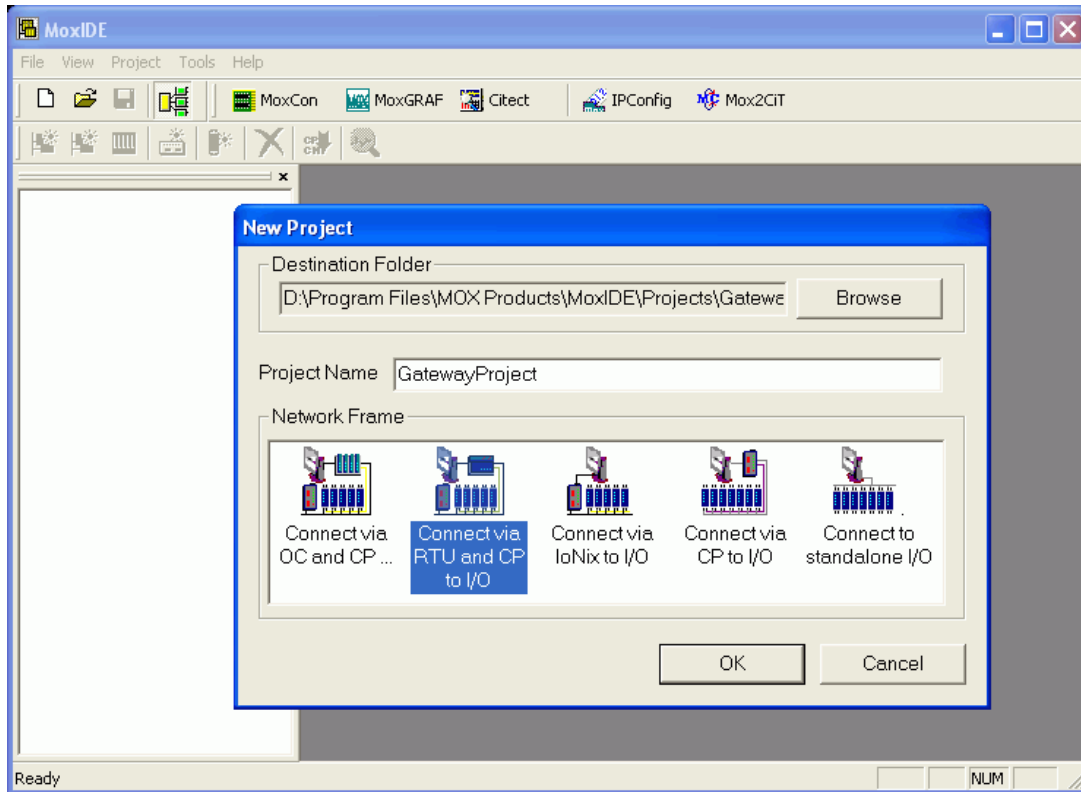 MoxIDE
File View Project Tools Help
MoxCon MoxGRAF Citect IPConfig Mox2CiT
New Project
Destination Folder
D:\Program Files\MOX Products\MoxIDE\Projects\Gatewa
Browse
Project Name GatewayProject
Network Frame
Connect via OC and CP ...
Connect via RTU and CP to I/O
Connect via IoNix to I/O
Connect via CP to I/O
Connect to standalone I/O
OK Cancel
Ready NUM